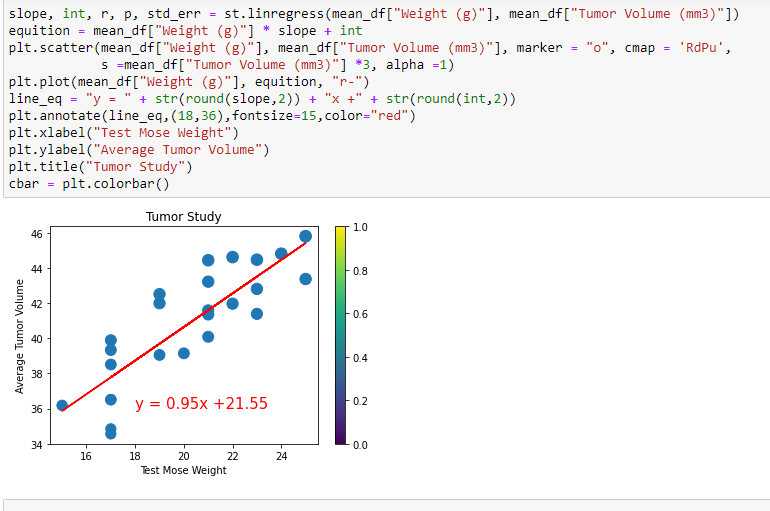 slope, int, r, p, std_err = st.linregress(mean_df["Weight (g)"], mean_df["Tumor Volume (mm3)"])
equition = mean_df["Weight (g)"] * slope + int
plt.scatter(mean_df["Weight (g)"], mean_df["Tumor Volume (mm3)"], marker = "o", cmap = 'RdPu',
s =mean_df["Tumor Volume (mm3)"] *3, alpha =1)
plt.plot(mean_df["Weight (g)"], equition, "r-")
line_eq = "y = " + str(round(slope,2)) + "x +" + str(round(int,2))
plt.annotate(line_eq,(18,36),fontsize=15,color="red")
plt.xlabel("Test Mose Weight")
plt.ylabel("Average Tumor Volume")
plt.title("Tumor Study")
cbar = plt.colorbar()
Tumor Study
Average Tumor Volume
46
44
42
40
38
36
34
y = 0.95x +21.55
16 18 20 22 24
Test Mose Weight
1.0
0.8
0.6
0.4
0.2
0.0